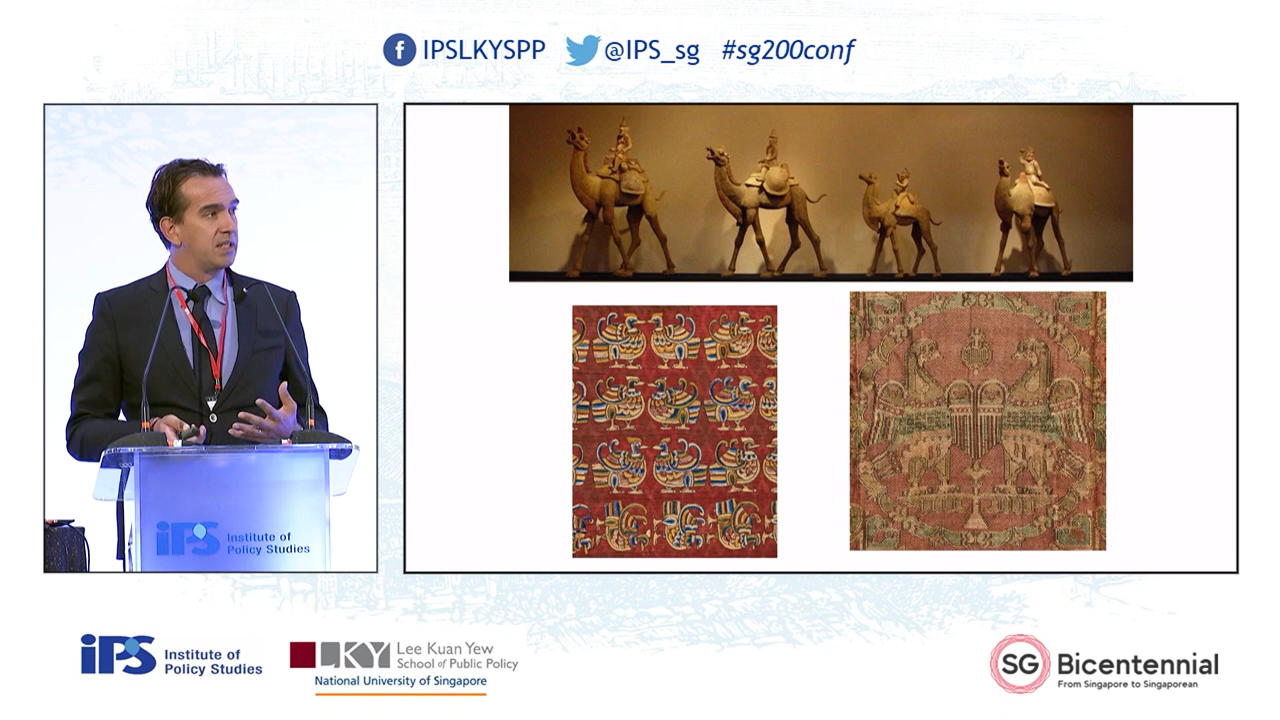 IPSLKYSPP @IPS_sg #sg200conf
iPS Institute of
Policy Studies
iPS Institute of
Policy Studies
LKY Lee Kuan Yew
School of Public Policy
National University of Singapore
SG Bicentennial
From Singapore to Singaporean